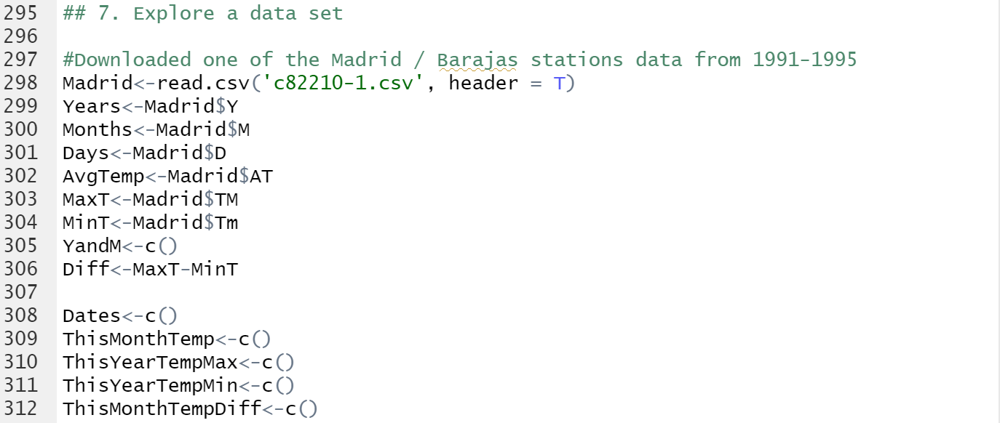 295 ## 7. Explore a data set
296
297 #Downloaded one of the Madrid / Barajas stations data from 1991-1995
298 Madrid<-read.csv('c82210-1.csv', header = T)
299 Years<-Madrid$Y
300 Months<-Madrid$M
301 Days<-Madrid$D
302 AvgTemp<-Madrid$AT
303 MaxT<-Madrid$TM
304 MinT<-Madrid$Tm
305 YandM<-c()
306 Diff<-MaxT-MinT
307
308 Dates<-c()
309 ThisMonthTemp<-c()
310 ThisYearTempMax<-c()
311 ThisYearTempMin<-c()
312 ThisMonthTempDiff<-c()